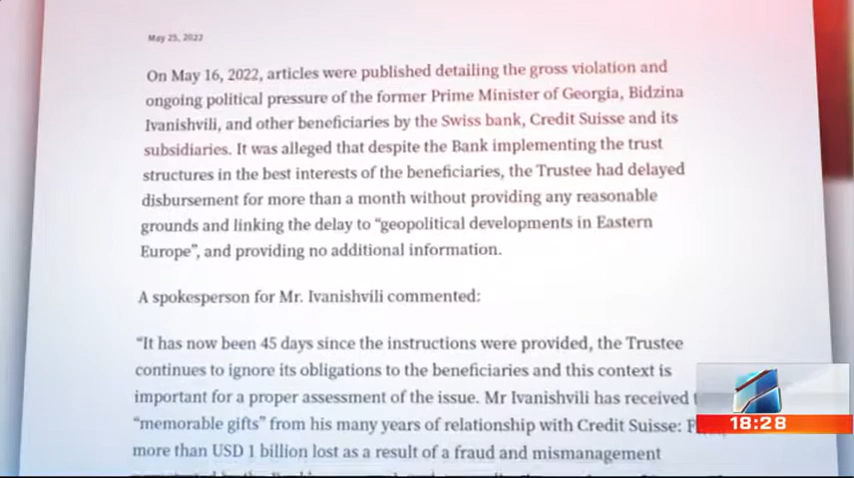 May 25, 2022
On May 16, 2022, articles were published detailing the gross violation and
ongoing political pressure of the former Prime Minister of Georgia, Bidzina
Ivanishvili, and other beneficiaries by the Swiss bank, Credit Suisse and its
subsidiaries. It was alleged that despite the Bank implementing the trust
structures in the best interests of the beneficiaries, the Trustee had delayed
disbursement for more than a month without providing any reasonable
grounds and linking the delay to “geopolitical developments in Eastern
Europe”, and providing no additional information.
A spokesperson for Mr. Ivanishvili commented:
“It has now been 45 days since the instructions were provided, the Trustee
continues to ignore its obligations to the beneficiaries and this context is
important for a proper assessment of the issue. Mr Ivanishvili has received
“memorable gifts” from his many years of relationship with Credit Suisse:
more than USD 1 billion lost as a result of a fraud and mismanagement
18:28